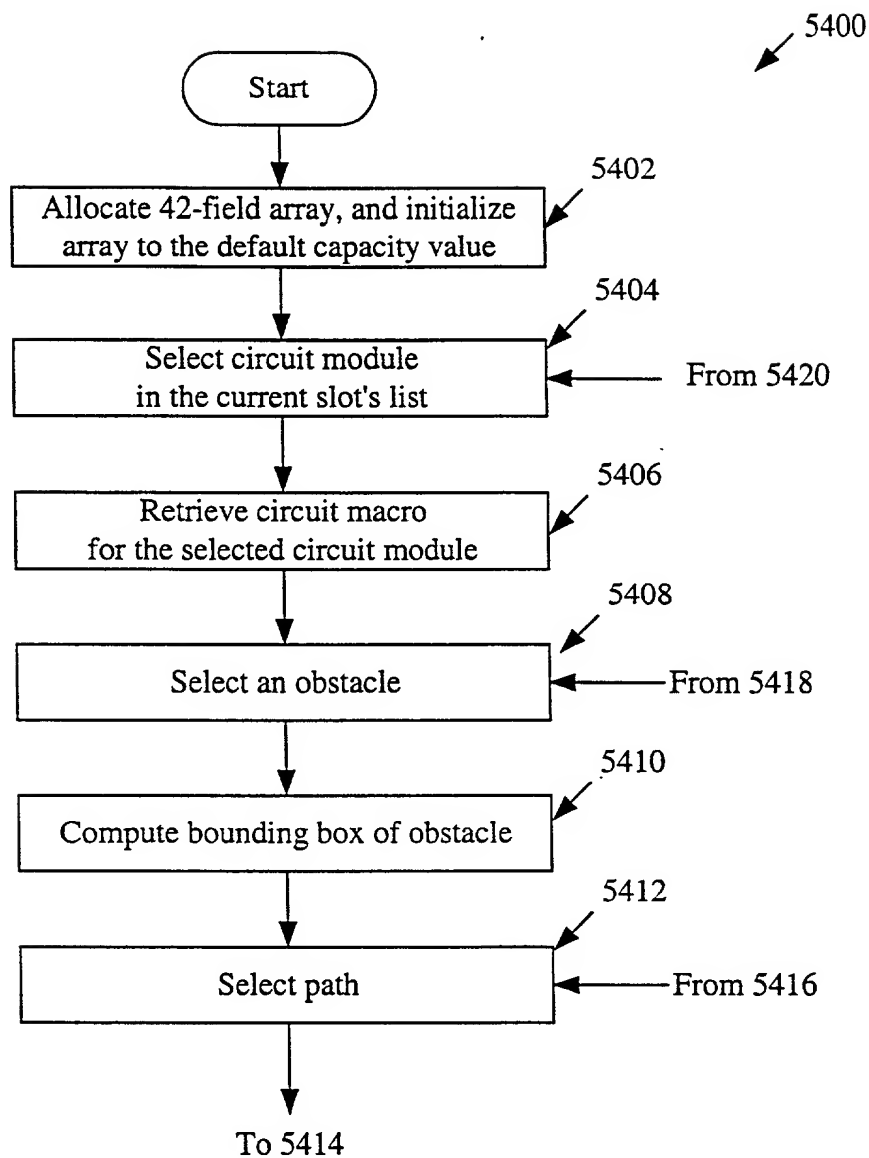 5400
Start
5402
Allocate 42-field array, and initialize
array to the default capacity value
5404
Select circuit module
in the current slot's list
From 5420
5406
Retrieve circuit macro
for the selected circuit module
5408
Select an obstacle
From 5418
5410
Compute bounding box of obstacle
5412
Select path
From 5416
To 5414